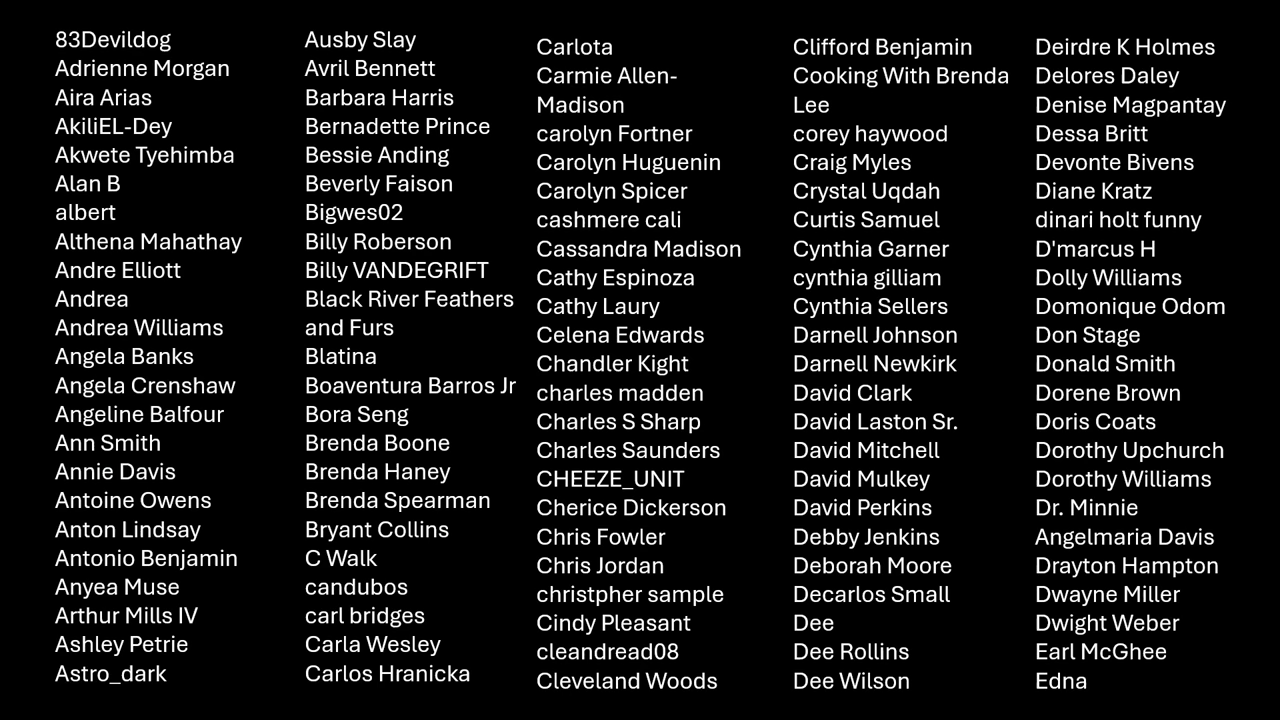 83Devildog
Adrienne Morgan
Aira Arias
AkiliEL-Dey
Akwete Tyehimba
Alan B
albert
Althena Mahathay
Andre Elliott
Andrea
Andrea Williams
Angela Banks
Angela Crenshaw
Angeline Balfour
Ann Smith
Annie Davis
Antoine Owens
Anton Lindsay
Antonio Benjamin
Anyea Muse
Arthur Mills IV
Ashley Petrie
Astro_dark
Ausby Slay
Avril Bennett
Barbara Harris
Bernadette Prince
Bessie Anding
Beverly Faison
Bigwes02
Billy Roberson
Billy VANDEGRIFT
Black River Feathers
and Furs
Blatina
Boaventura Barros Jr
Bora Seng
Brenda Boone
Brenda Haney
Brenda Spearman
Bryant Collins
C Walk
candubos
carl bridges
Carla Wesley
Carlos Hranicka
Carlota
Carmie Allen-
Madison
carolyn Fortner
Carolyn Huguenin
Carolyn Spicer
cashmere cali
Cassandra Madison
Cathy Espinoza
Cathy Laury
Celena Edwards
Chandler Kight
charles madden
Charles S Sharp
Charles Saunders
CHEEZE_UNIT
Cherice Dickerson
Chris Fowler
Chris Jordan
christpher sample
Cindy Pleasant
cleandread08
Cleveland Woods
Clifford Benjamin
Cooking With Brenda
Lee
corey haywood
Craig Myles
Crystal Uqdah
Curtis Samuel
Cynthia Garner
cynthia gilliam
Cynthia Sellers
Darnell Johnson
Darnell Newkirk
David Clark
David Laston Sr.
David Mitchell
David Mulkey
David Perkins
Debby Jenkins
Deborah Moore
Decarlos Small
Dee
Dee Rollins
Dee Wilson
Deirdre K Holmes
Delores Daley
Denise Magpantay
Dessa Britt
Devonte Bivens
Diane Kratz
dinari holt funny
D'marcus H
Dolly Williams
Domonique Odom
Don Stage
Donald Smith
Dorene Brown
Doris Coats
Dorothy Upchurch
Dorothy Williams
Dr. Minnie
Angelmaria Davis
Drayton Hampton
Dwayne Miller
Dwight Weber
Earl McGhee
Edna